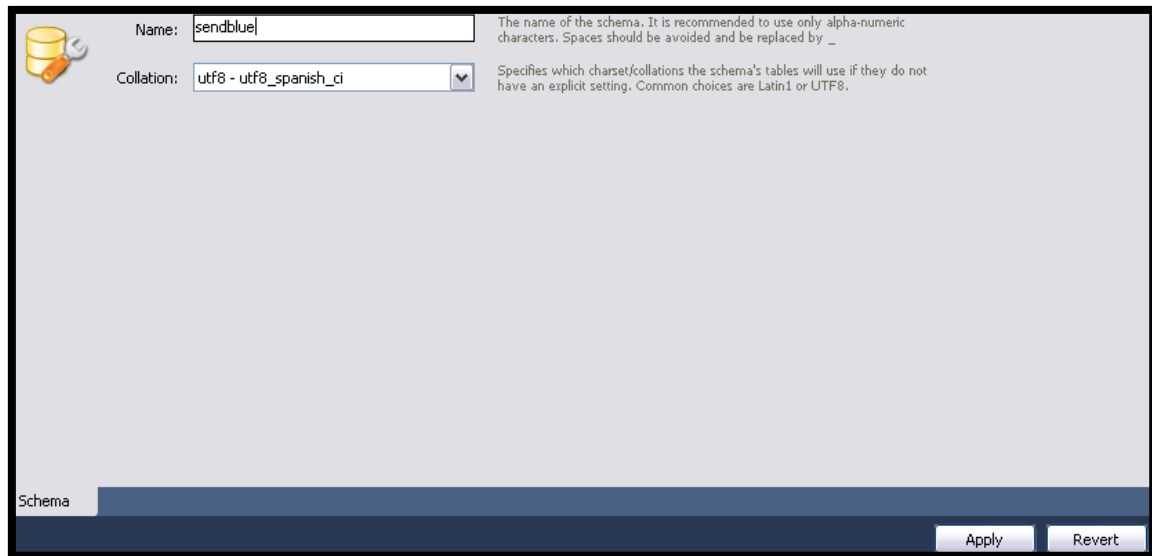 Name:
sendblue
The name of the schema. It is recommended to use only alpha-numeric
characters. Spaces should be avoided and be replaced by _
Collation:
utf8 - utf8_spanish_ci
Specifies which charset/collations the schema's tables will use if they do not
have an explicit setting. Common choices are Latin1 or UTF8.
Schema
Apply
Revert